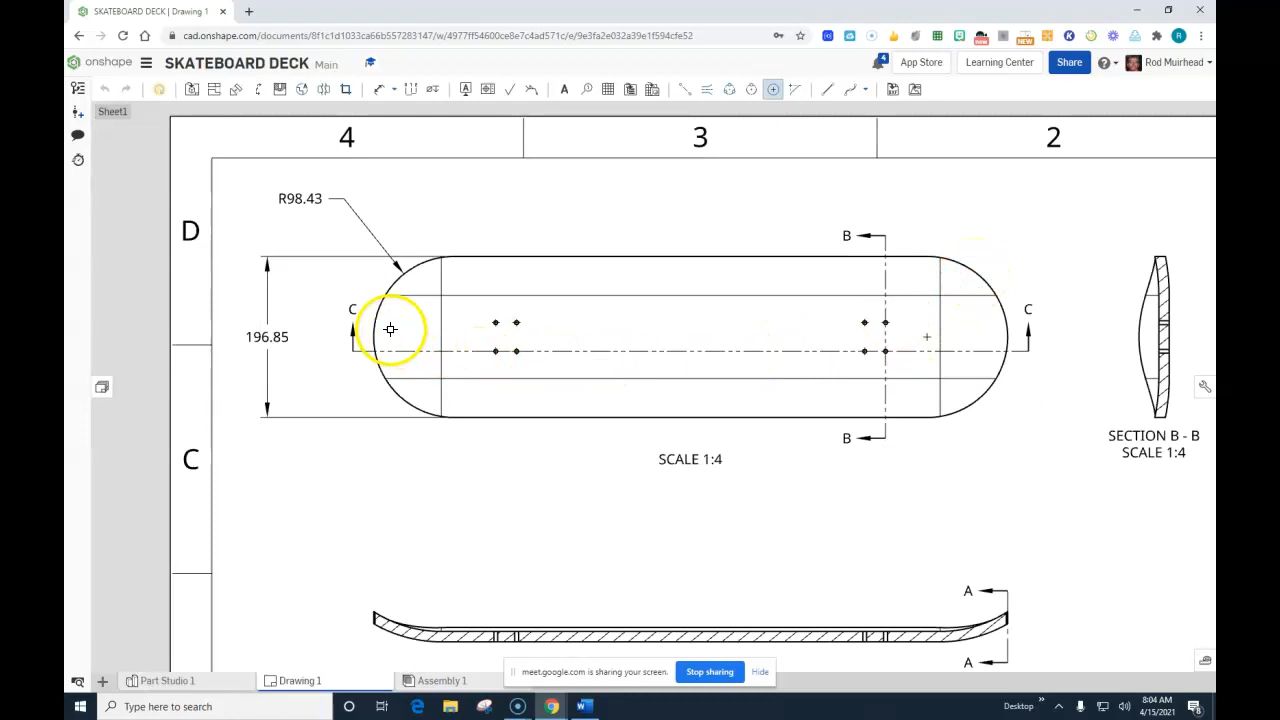 SKATEBOARD DECK | Drawing 1
cad.onshape.com/documents/8f1c1d1033ca66b557283147/w/4977ff54600ce8e7c4ad571c/e/9e3fa2e032a39e1f594cfe52
new
NEW
K
R
onshape
SKATEBOARD DECK
Main
4
App Store
Learning Center
Share
Rod Muirhead
A
Sheet1
4
3
2
R98.43
D
B
C
C
196.85
B
SECTION B - B
SCALE 1:4
C
SCALE 1:4
A
A
meet.google.com is sharing your screen.
Stop sharing
Hide
Part Studio 1
Drawing 1
Assembly 1
Type here to search
Desktop
8:04 AM
4/15/2021